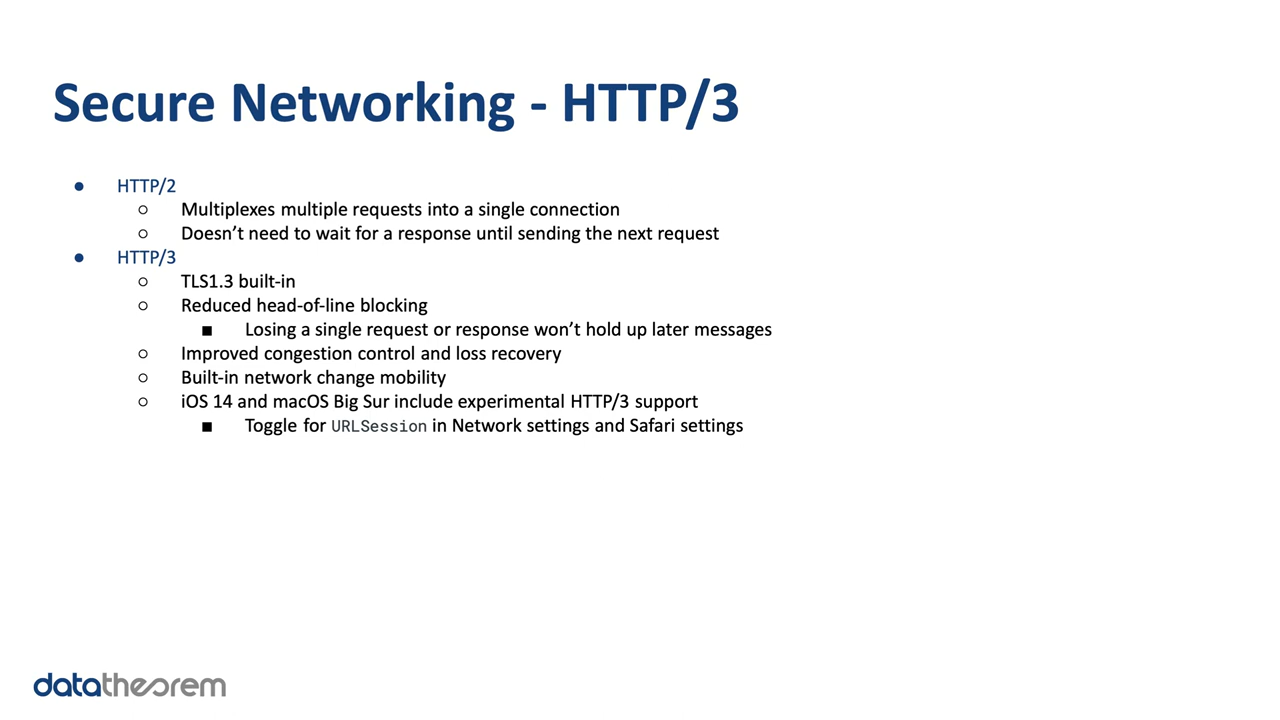 Secure Networking - HTTP/3
● HTTP/2
○ Multiplexes multiple requests into a single connection
○ Doesn’t need to wait for a response until sending the next request
● HTTP/3
○ TLS1.3 built-in
○ Reduced head-of-line blocking
■ Losing a single request or response won’t hold up later messages
○ Improved congestion control and loss recovery
○ Built-in network change mobility
○ iOS 14 and macOS Big Sur include experimental HTTP/3 support
■ Toggle for URLSession in Network settings and Safari settings
datatheorem